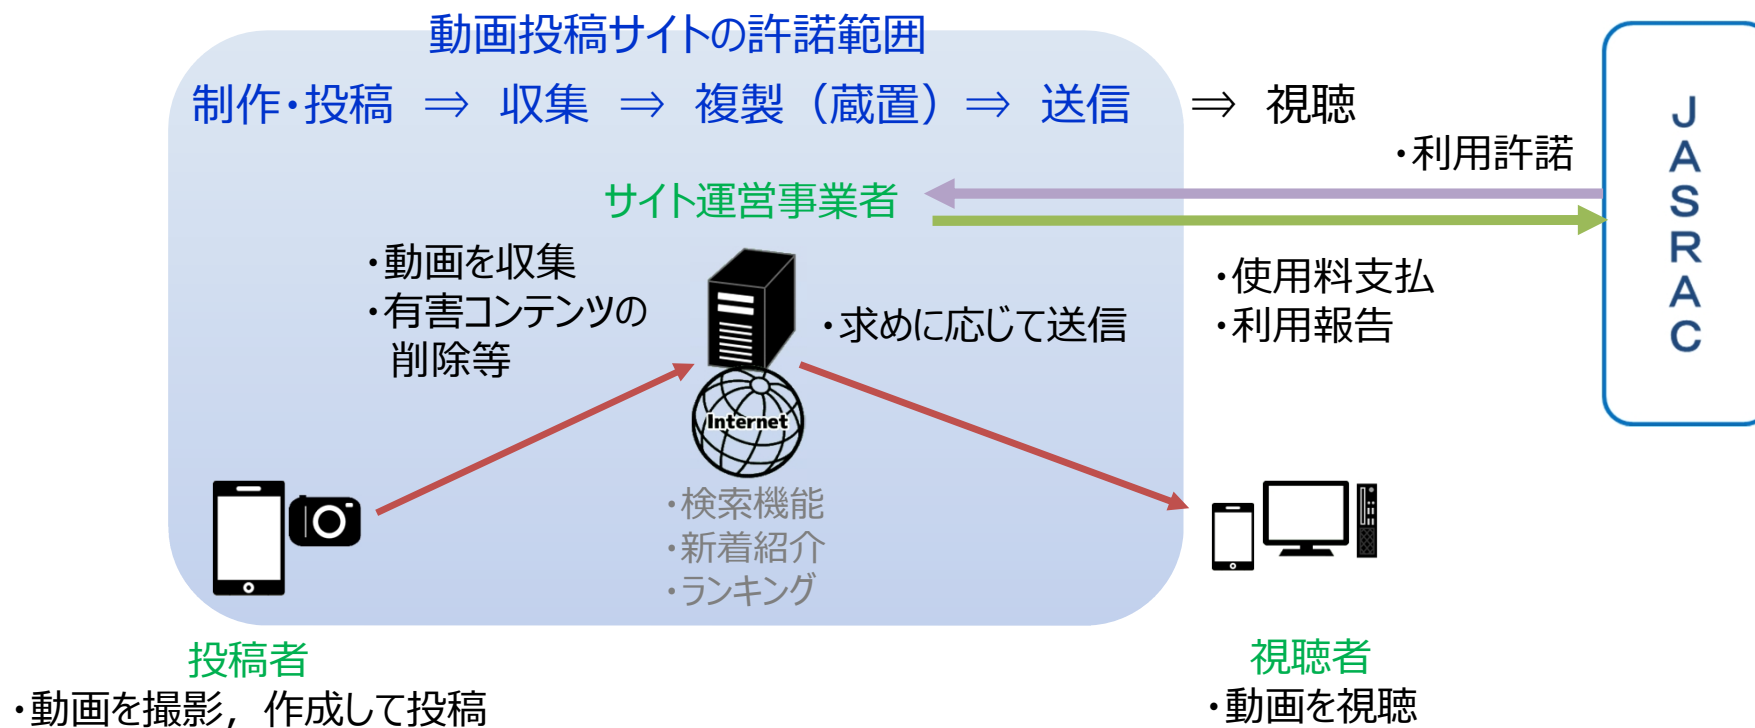 動画投稿サイトの許諾範囲
制作・投稿 ⇒ 収集 ⇒ 複製（蔵置）⇒ 送信 ⇒ 視聴
・利用許諾
JASRAC
サイト運営事業者
・動画を収集
・有害コンテンツの
削除等
・求めに応じて送信
・使用料支払
・利用報告
Internet
・検索機能
・新着紹介
・ランキング
投稿者
・動画を撮影，作成して投稿
視聴者
・動画を視聴